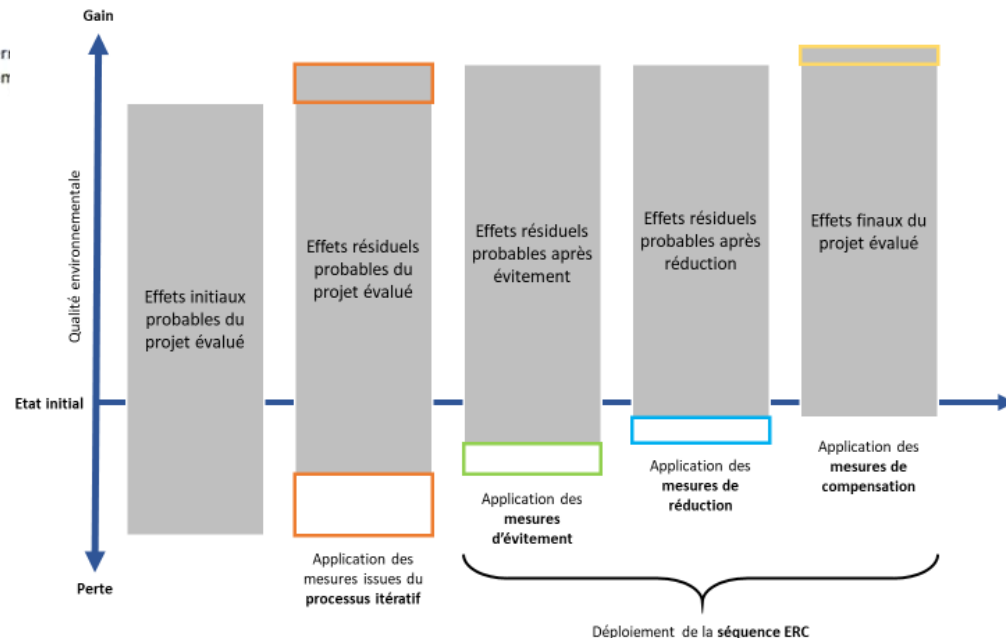 Gain
Qualité environnementale
Etat initial
Perte
Effets initiaux
probables du
projet évalué
Effets résiduels
probables du
projet évalué
Application des
mesures issues du
processus itératif
Effets résiduels
probables après
évitement
Application des
mesures
d'évitement
Effets résiduels
probables après
réduction
Application des
mesures de
réduction
Effets finaux du
projet évalué
Application des
mesures de
compensation
Déploiement de la séquence ERC